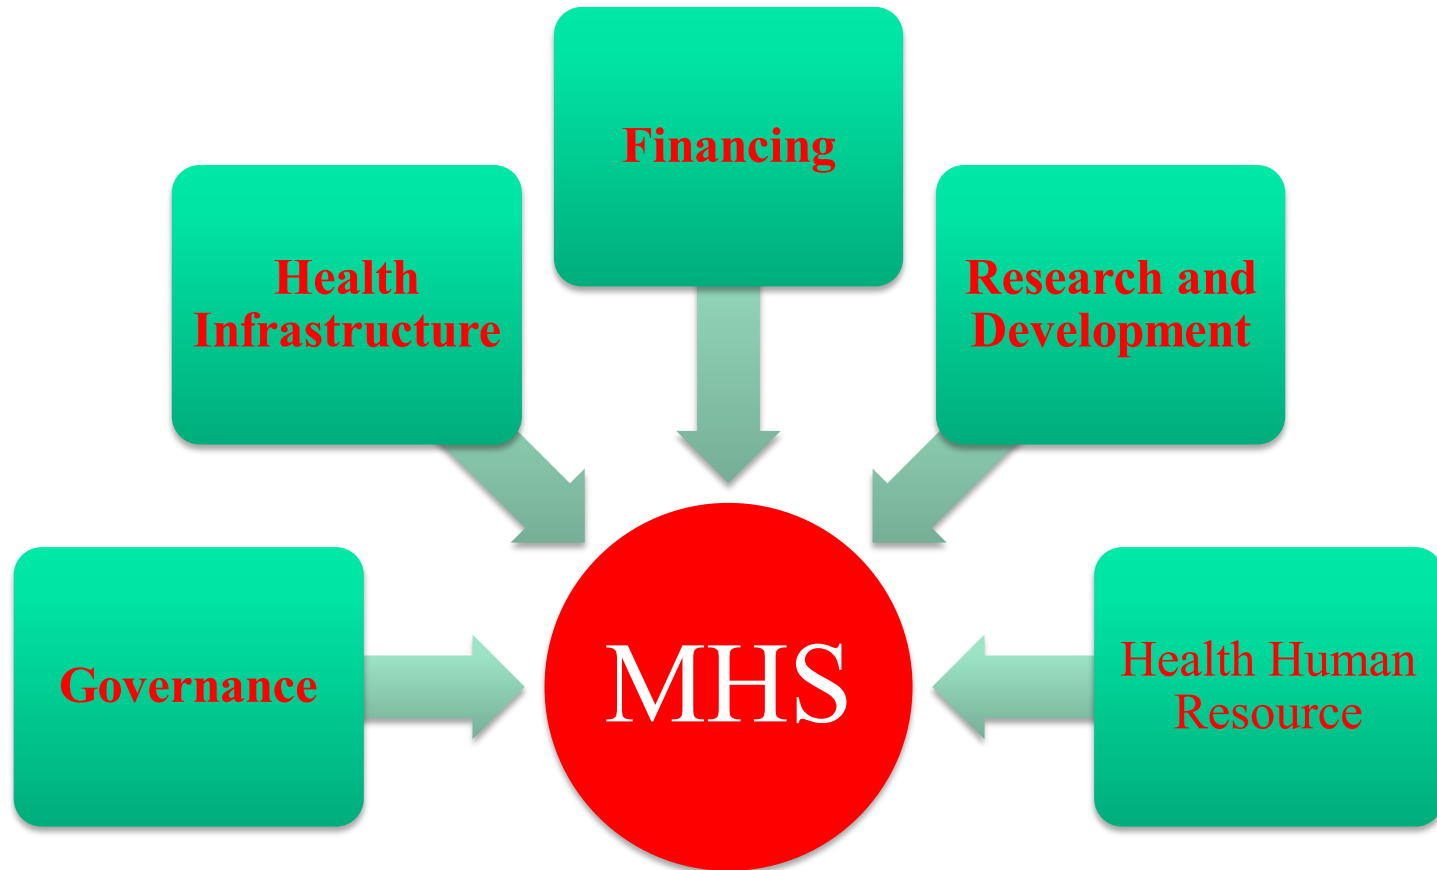 Financing
Health
Infrastructure
Research and
Development
Governance
MHS
Health Human
Resource